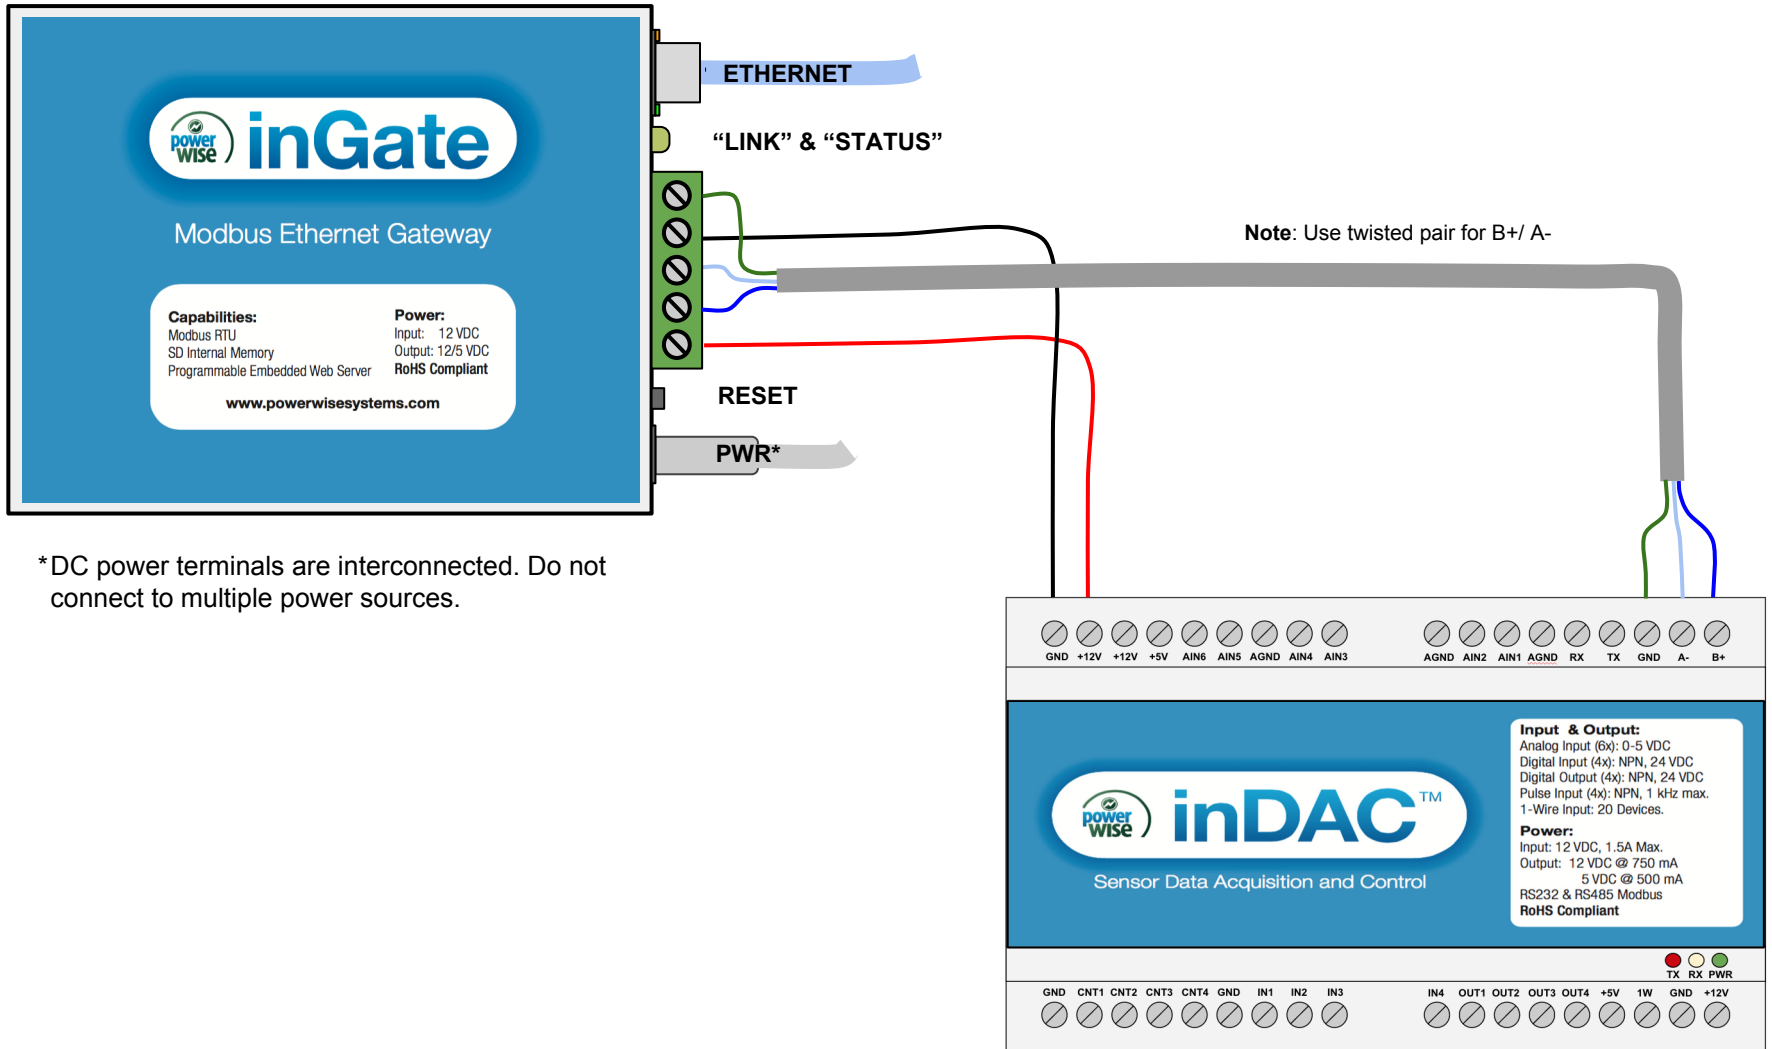 ETHERNET
“LINK” & “STATUS”
power
wise
inGate
Modbus Ethernet Gateway
Capabilities:
Modbus RTU
SD Internal Memory
Programmable Embedded Web Server
Power:
Input: 12 VDC
Output: 12/5 VDC
RoHS Compliant
www.powerwisesystems.com
RESET
PWR*
Note: Use twisted pair for B+/ A-
*DC power terminals are interconnected. Do not
connect to multiple power sources.
GND +12V +12V +5V AIN6 AIN5 AGND AIN4 AIN3 AGND AIN2 AIN1 AGND RX TX GND A- B+
power
wise
inDAC™
Sensor Data Acquisition and Control
Input & Output:
Analog Input (6x): 0-5 VDC
Digital Input (4x): NPN, 24 VDC
Digital Output (4x): NPN, 24 VDC
Pulse Input (4x): NPN, 1 kHz max.
1-Wire Input: 20 Devices.
Power:
Input: 12 VDC, 1.5A Max.
Output: 12 VDC @ 750 mA
5 VDC @ 500 mA
RS232 & RS485 Modbus
RoHS Compliant
TX RX PWR
GND CNT1 CNT2 CNT3 CNT4 GND IN1 IN2 IN3 IN4 OUT1 OUT2 OUT3 OUT4 +5V 1W GND +12V